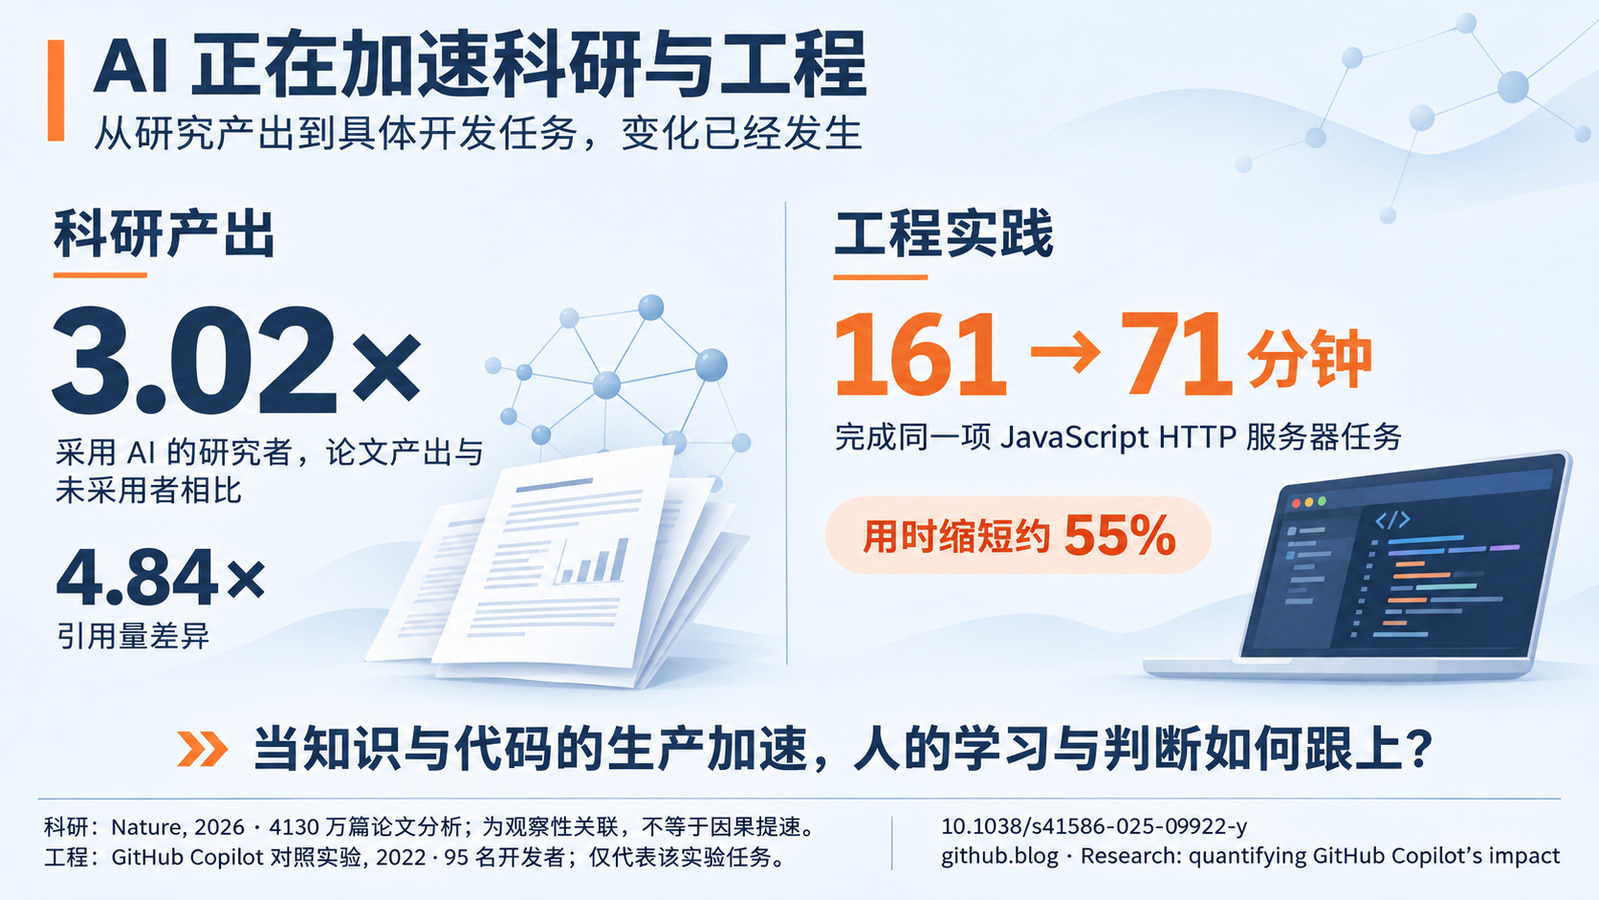 AI 正在加速科研与工程
从研究产出到具体开发任务，变化已经发生
科研产出
3.02×
采用 AI 的研究者，论文产出与
未采用者相比
4.84×
引用量差异
工程实践
161 → 71 分钟
完成同一项 JavaScript HTTP 服务器任务
用时缩短约 55%
</>
当知识与代码的生产加速，人的学习与判断如何跟上？
科研：Nature, 2026 · 4130 万篇论文分析；为观察性关联，不等于因果提速。
工程：GitHub Copilot 对照实验, 2022 · 95 名开发者；仅代表该实验任务。
10.1038/s41586-025-09922-y
github.blog · Research: quantifying GitHub Copilot’s impact